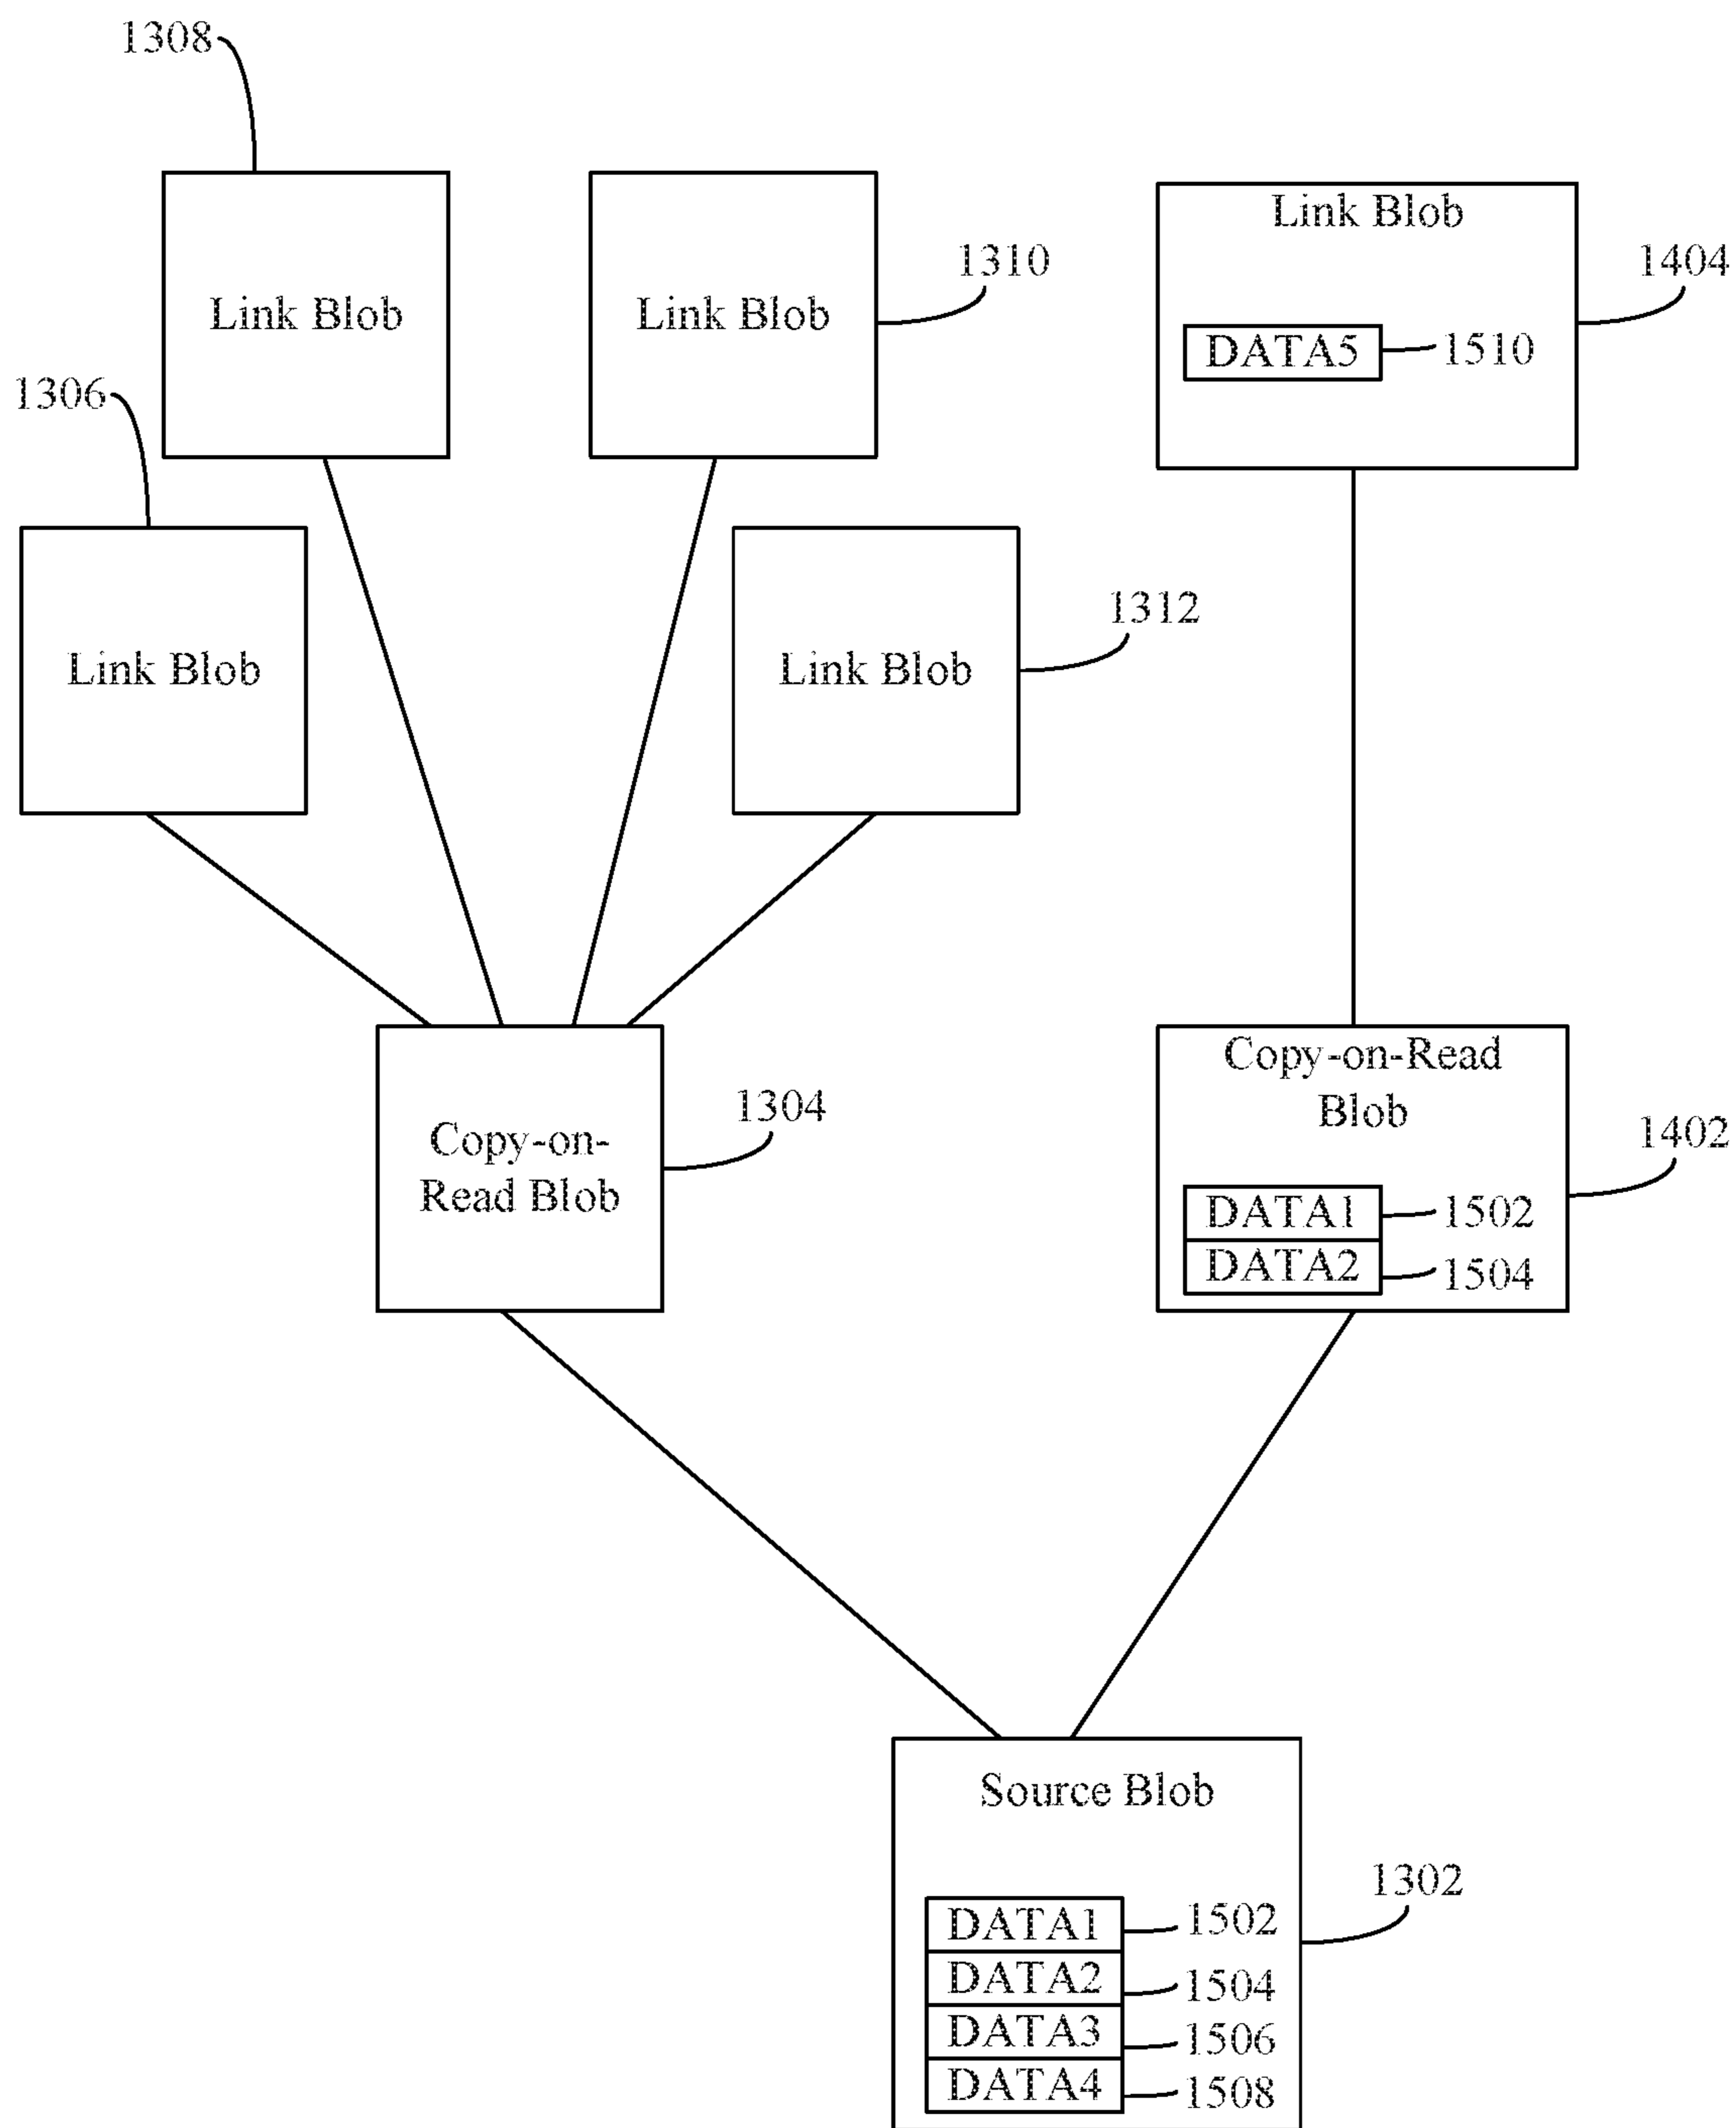 1308
Link Blob
Link Blob
1310
Link Blob
1404
DATA5
1510
1306
Link Blob
Link Blob
1312
Copy-on-
Read Blob
1304
Copy-on-Read
Blob
1402
DATA1
1502
DATA2
1504
Source Blob
1302
DATA1
1502
DATA2
1504
DATA3
1506
DATA4
1508